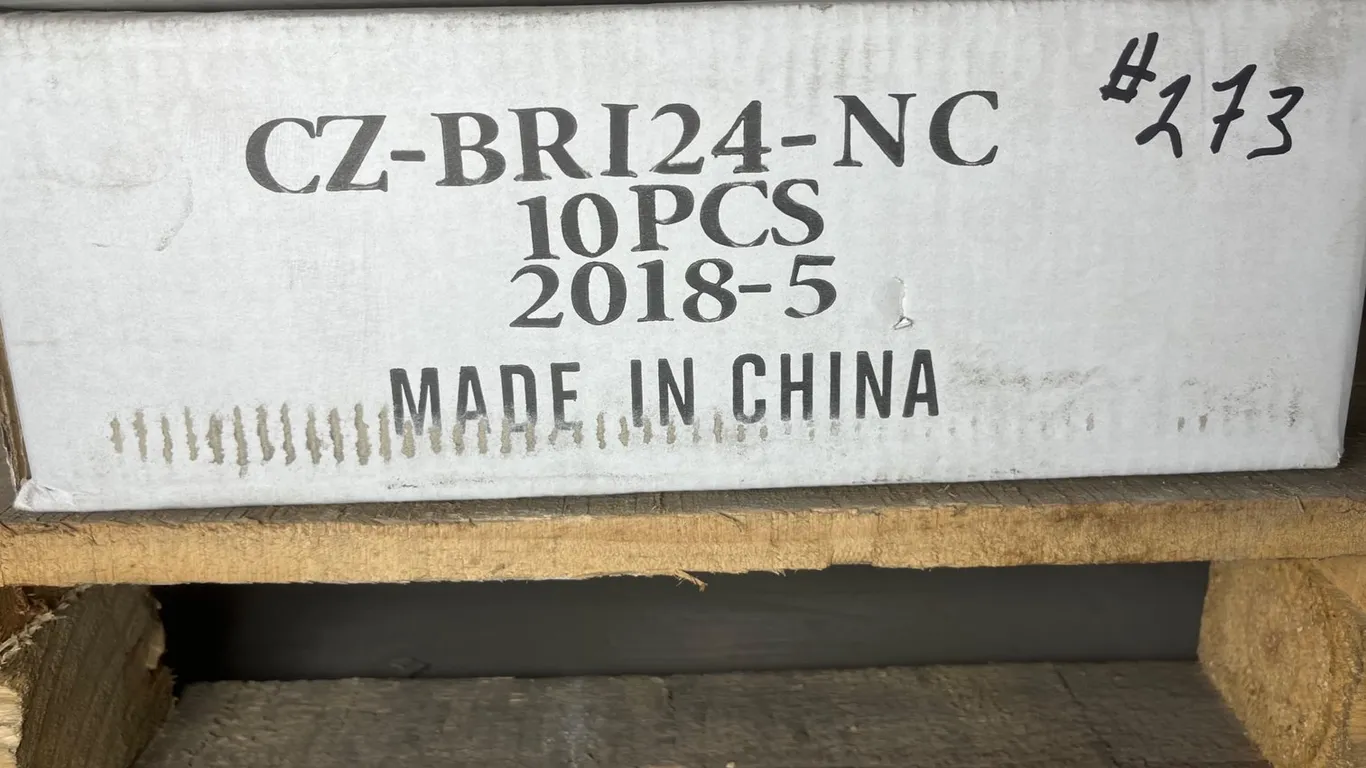 CZ-BRI24-NC
10PCS
2018-5
MADE IN CHINA
#273